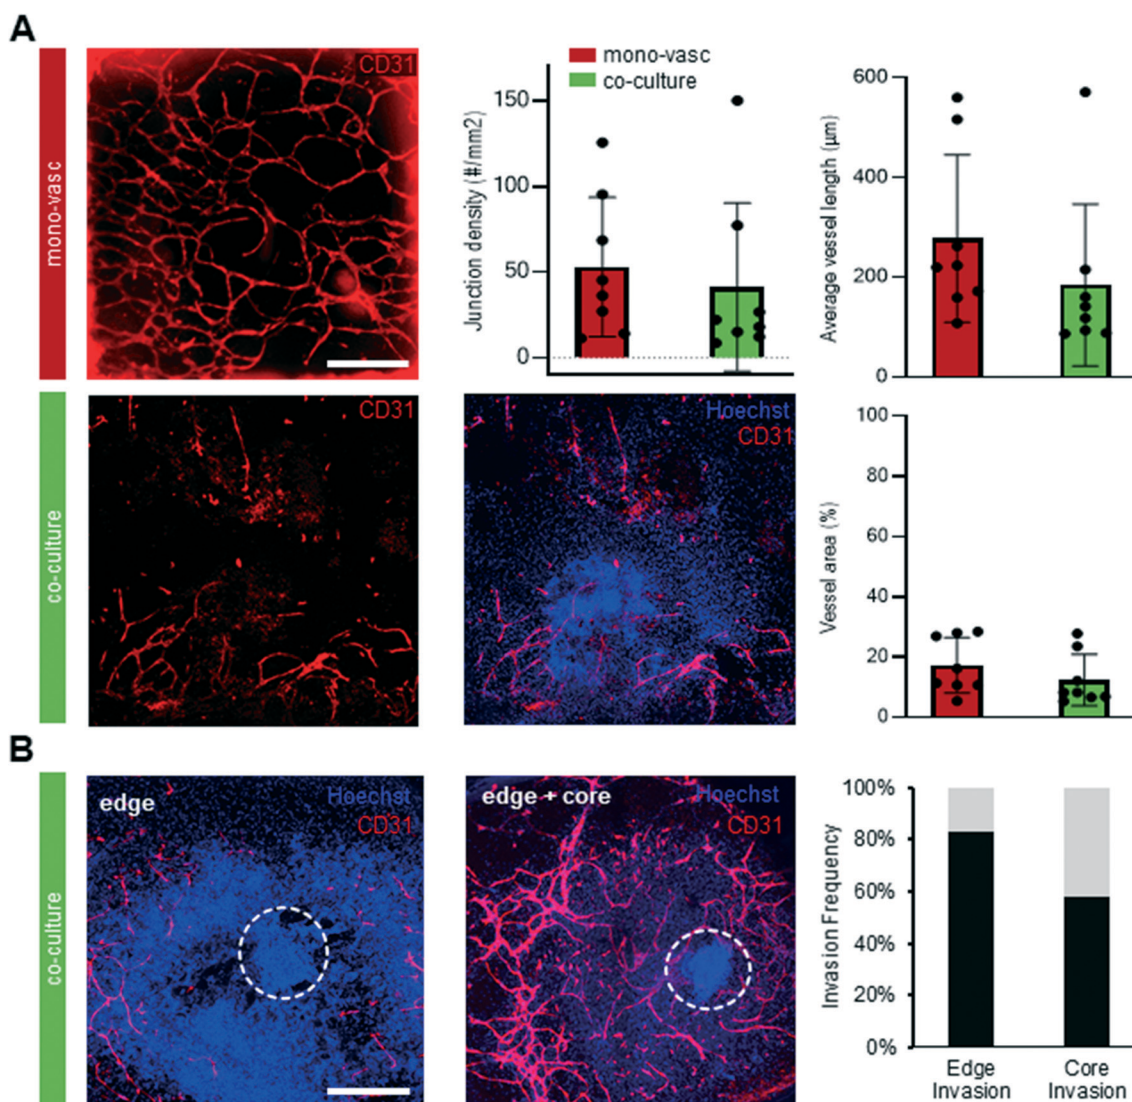 A
mono-vasc
CD31
mono-vasc
co-culture
Junction density (#/mm2)
150
100
50
0
Average vessel length (µm)
600
400
200
0
co-culture
CD31
Hoechst
CD31
Vessel area (%)
100
80
60
40
20
0
B
co-culture
edge
Hoechst
CD31
edge + core
Hoechst
CD31
Invasion Frequency
100%
80%
60%
40%
20%
0%
Edge
Invasion
Core
Invasion